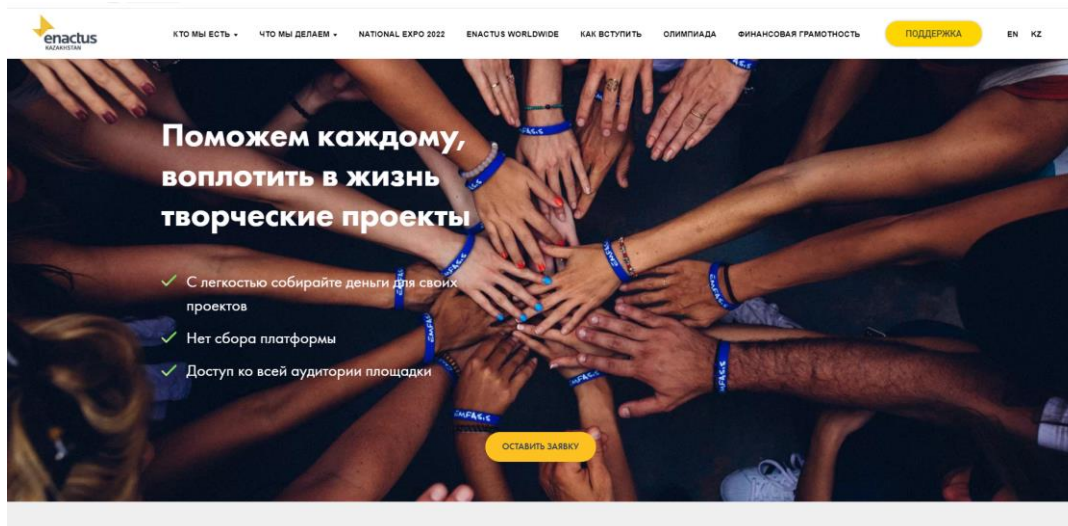 enactus
KAZAKHSTAN
КТО МЫ ЕСТЬ
ЧТО МЫ ДЕЛАЕМ
NATIONAL EXPO 2022
ENACTUS WORLDWIDE
КАК ВСТУПИТЬ
ОЛИМПИАДА
ФИНАНСОВАЯ ГРАМОТНОСТЬ
ПОДДЕРЖКА
EN KZ
Поможем каждому,
воплотить в жизнь
творческие проекты
С легкостью собирайте деньги для своих
проектов
Нет сбора платформы
Доступ ко всей аудитории площадки
ОСТАВИТЬ ЗАЯВКУ